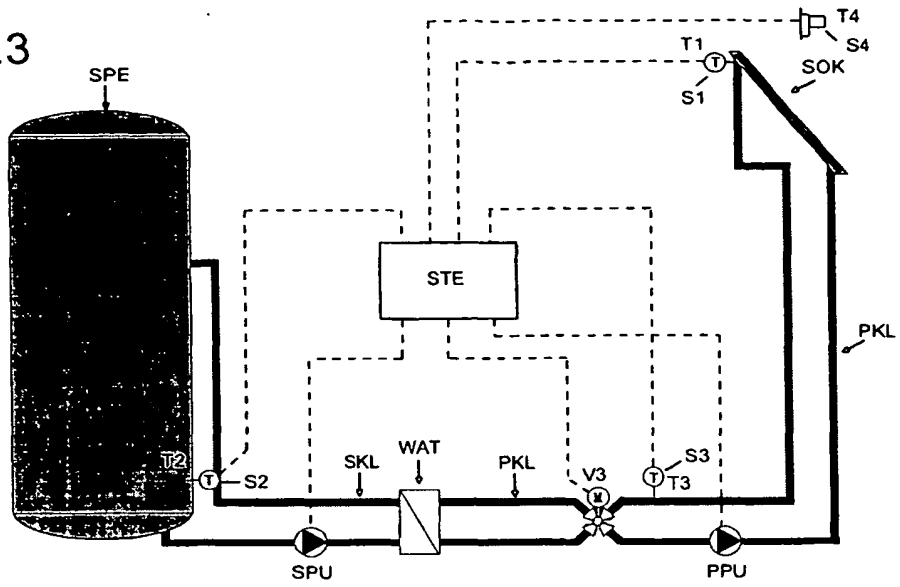 .3
T4
S4
T1
SOK
SPE
T
S1
STE
PKL
T2
T
S2
SKL
WAT
PKL
V3
M
S3
T
T3
SPU
PPU